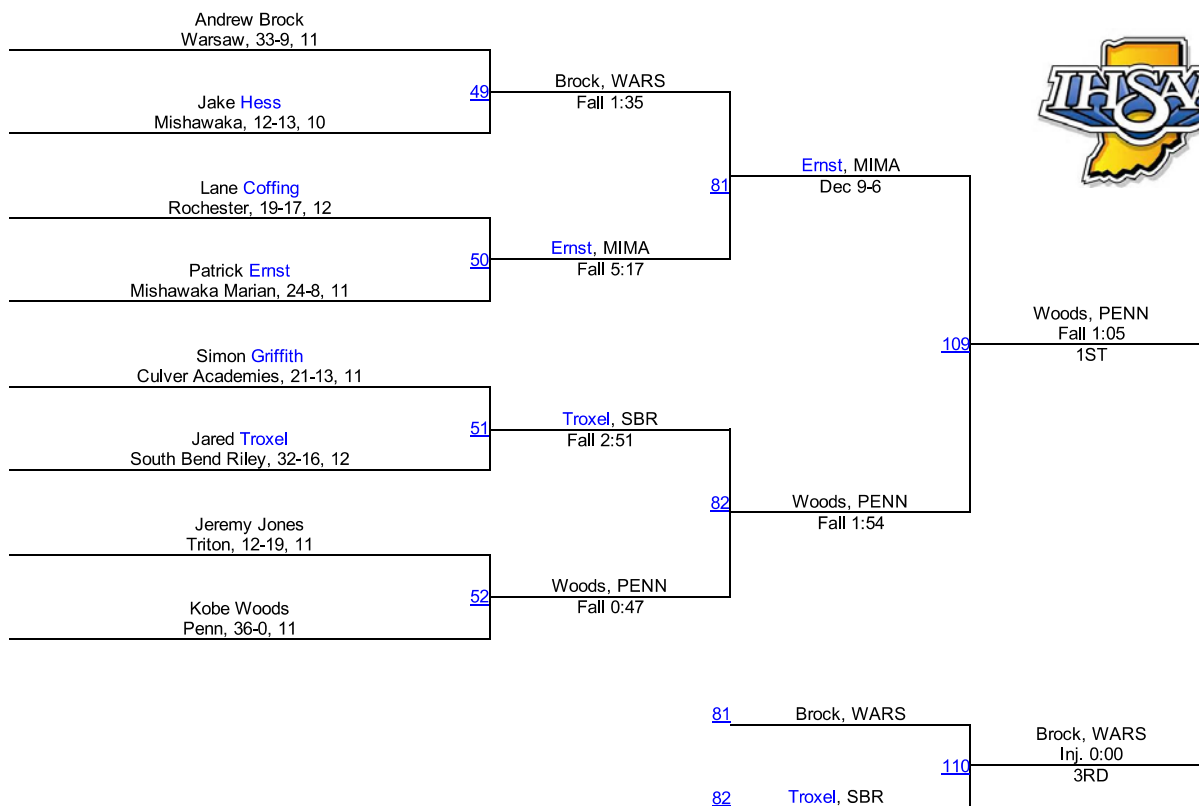 Andrew Brock
Warsaw, 33-9, 11
Jake Hess
Mishawaka, 12-13, 10
49
Brock, WARS
Fall 1:35
Lane Coffing
Rochester, 19-17, 12
Patrick Ernst
Mishawaka Marian, 24-8, 11
50
Ernst, MIMA
Fall 5:17
81
Ernst, MIMA
Dec 9-6
Simon Griffith
Culver Academies, 21-13, 11
Jared Troxel
South Bend Riley, 32-16, 12
51
Troxel, SBR
Fall 2:51
Jeremy Jones
Triton, 12-19, 11
Kobe Woods
Penn, 36-0, 11
52
Woods, PENN
Fall 0:47
82
Woods, PENN
Fall 1:54
109
Woods, PENN
Fall 1:05
1ST
IHSAA
81
Brock, WARS
82
Troxel, SBR
110
Brock, WARS
Inj. 0:00
3RD